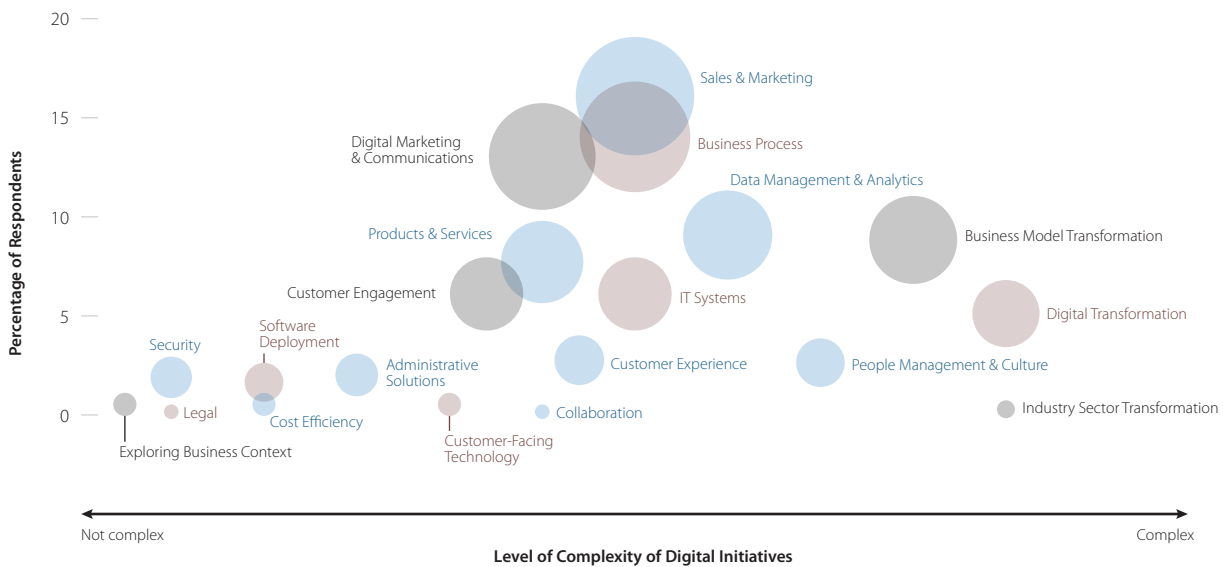 20
Sales & Marketing
15
Digital Marketing
& Communications
Business Process
Data Management & Analytics
10
Products & Services
Business Model Transformation
Customer Engagement
IT Systems
5
Digital Transformation
Software
Deployment
Security
Administrative
Solutions
Customer Experience
People Management & Culture
0
Legal
Cost Efficiency
Collaboration
Industry Sector Transformation
Exploring Business Context
Customer-Facing
Technology
Percentage of Respondents
Not complex
Complex
Level of Complexity of Digital Initiatives